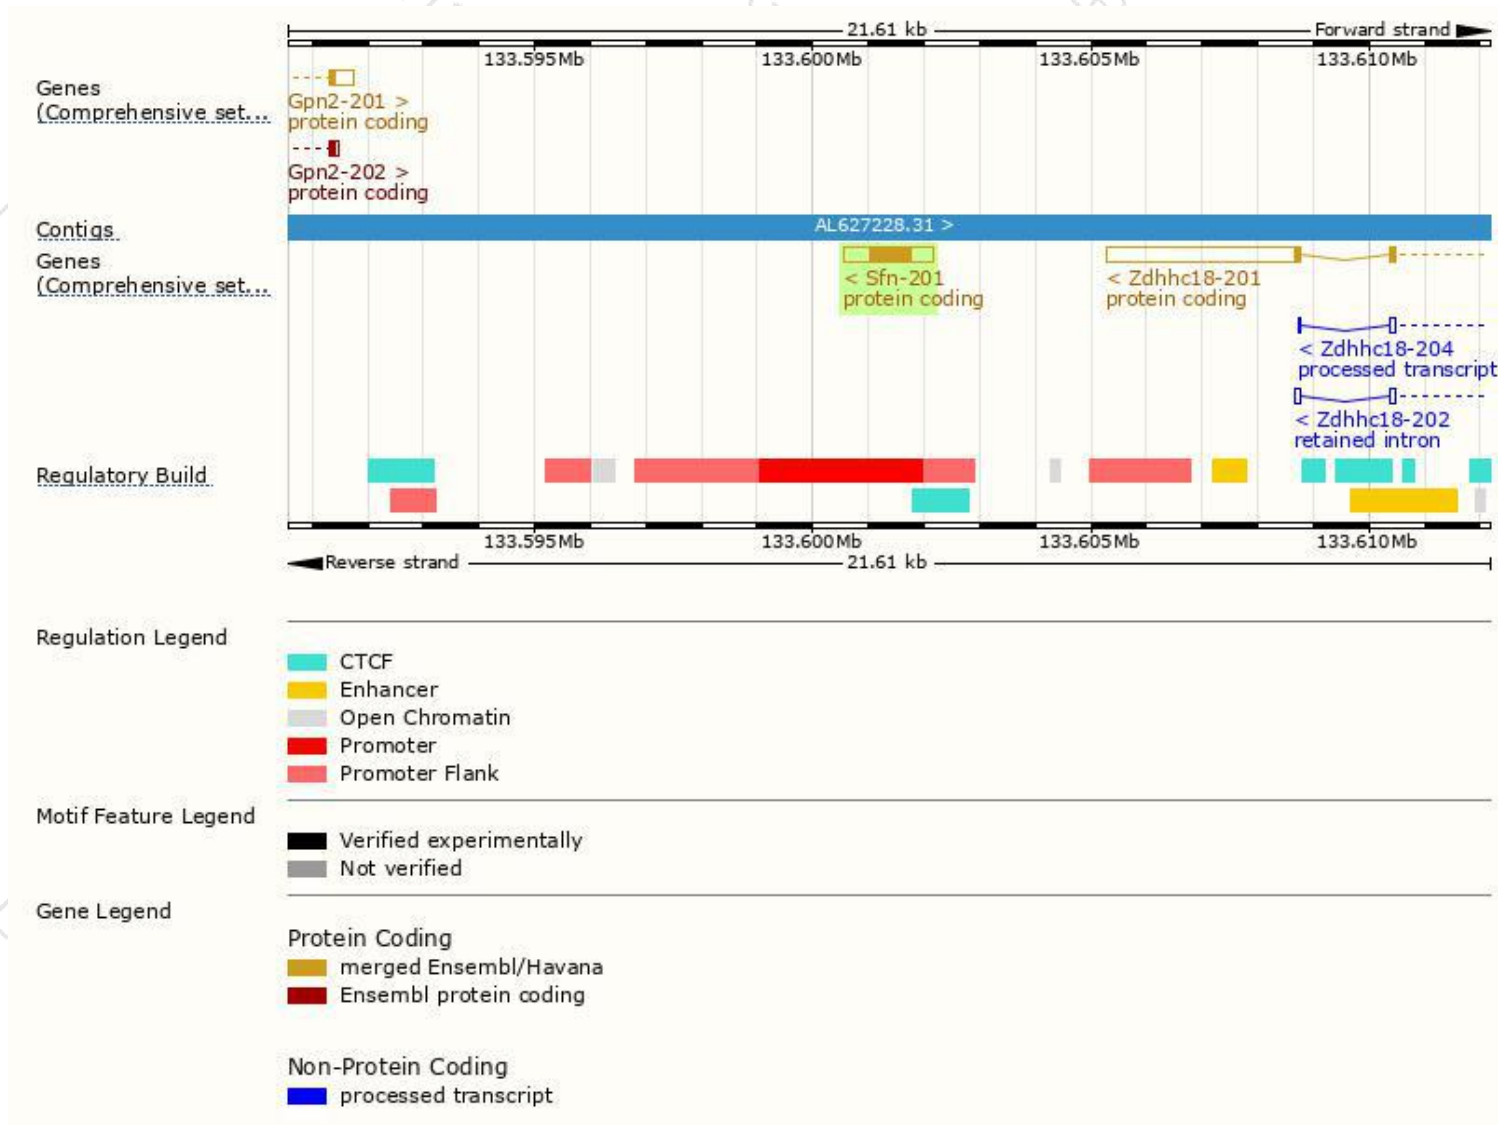 21.61 kb
Forward strand
133.595Mb 133.600Mb 133.605Mb 133.610Mb
Genes
(Comprehensive set...
Gpn2-201 >
protein coding
Gpn2-202 >
protein coding
Contigs
AL627228.31 >
Genes
(Comprehensive set...
< Sfn-201
protein coding
< Zdhhc18-201
protein coding
< Zdhhc18-204
processed transcript
< Zdhhc18-202
retained intron
Regulatory Build
133.595Mb 133.600Mb 133.605Mb 133.610Mb
Reverse strand
21.61 kb
Regulation Legend
CTCF
Enhancer
Open Chromatin
Promoter
Promoter Flank
Motif Feature Legend
Verified experimentally
Not verified
Gene Legend
Protein Coding
merged Ensembl/Havana
Ensembl protein coding
Non-Protein Coding
processed transcript